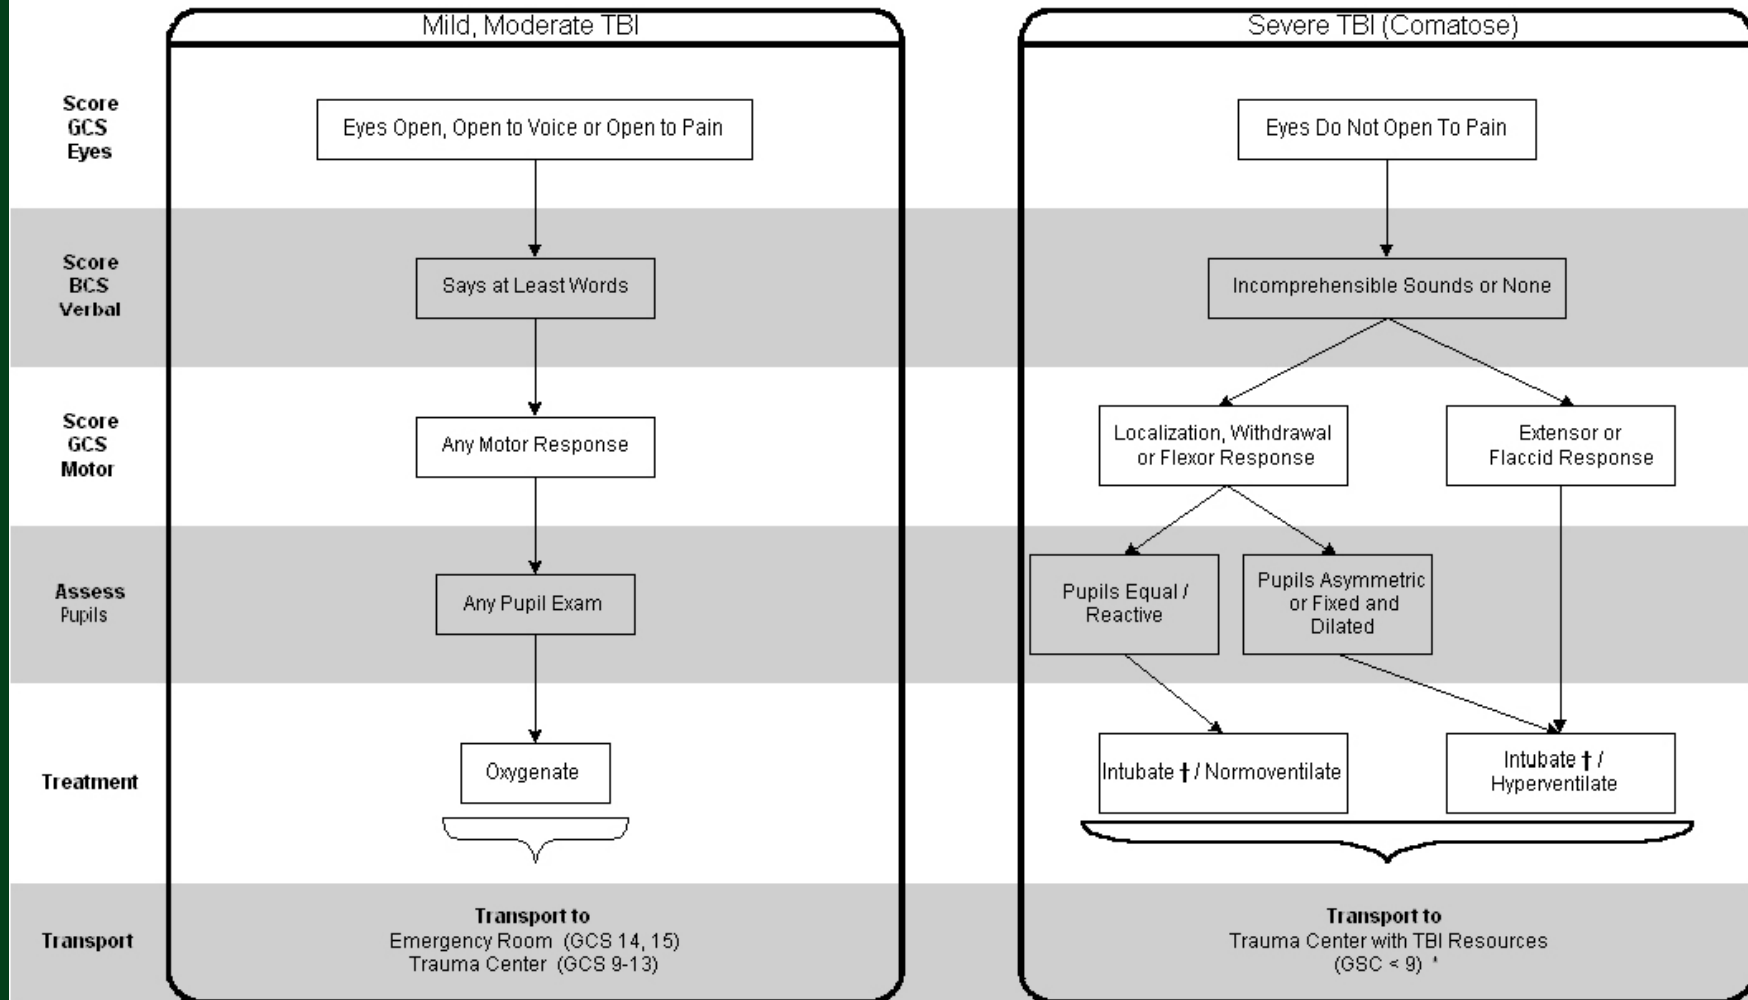 Mild, Moderate TBI
Severe TBI (Comatose)
Score
GCS
Eyes
Eyes Open, Open to Voice or Open to Pain
Eyes Do Not Open To Pain
Score
BCS
Verbal
Says at Least Words
Incomprehensible Sounds or None
Score
GCS
Motor
Any Motor Response
Localization, Withdrawal
or Flexor Response
Extensor or
Flaccid Response
Assess
Pupils
Any Pupil Exam
Pupils Equal /
Reactive
Pupils Asymmetric
or Fixed and
Dilated
Treatment
Oxygenate
Intubate † / Normoventilate
Intubate † /
Hyperventilate
Transport
Transport to
Emergency Room (GCS 14, 15)
Trauma Center (GCS 9-13)
Transport to
Trauma Center with TBI Resources
(GSC < 9) *